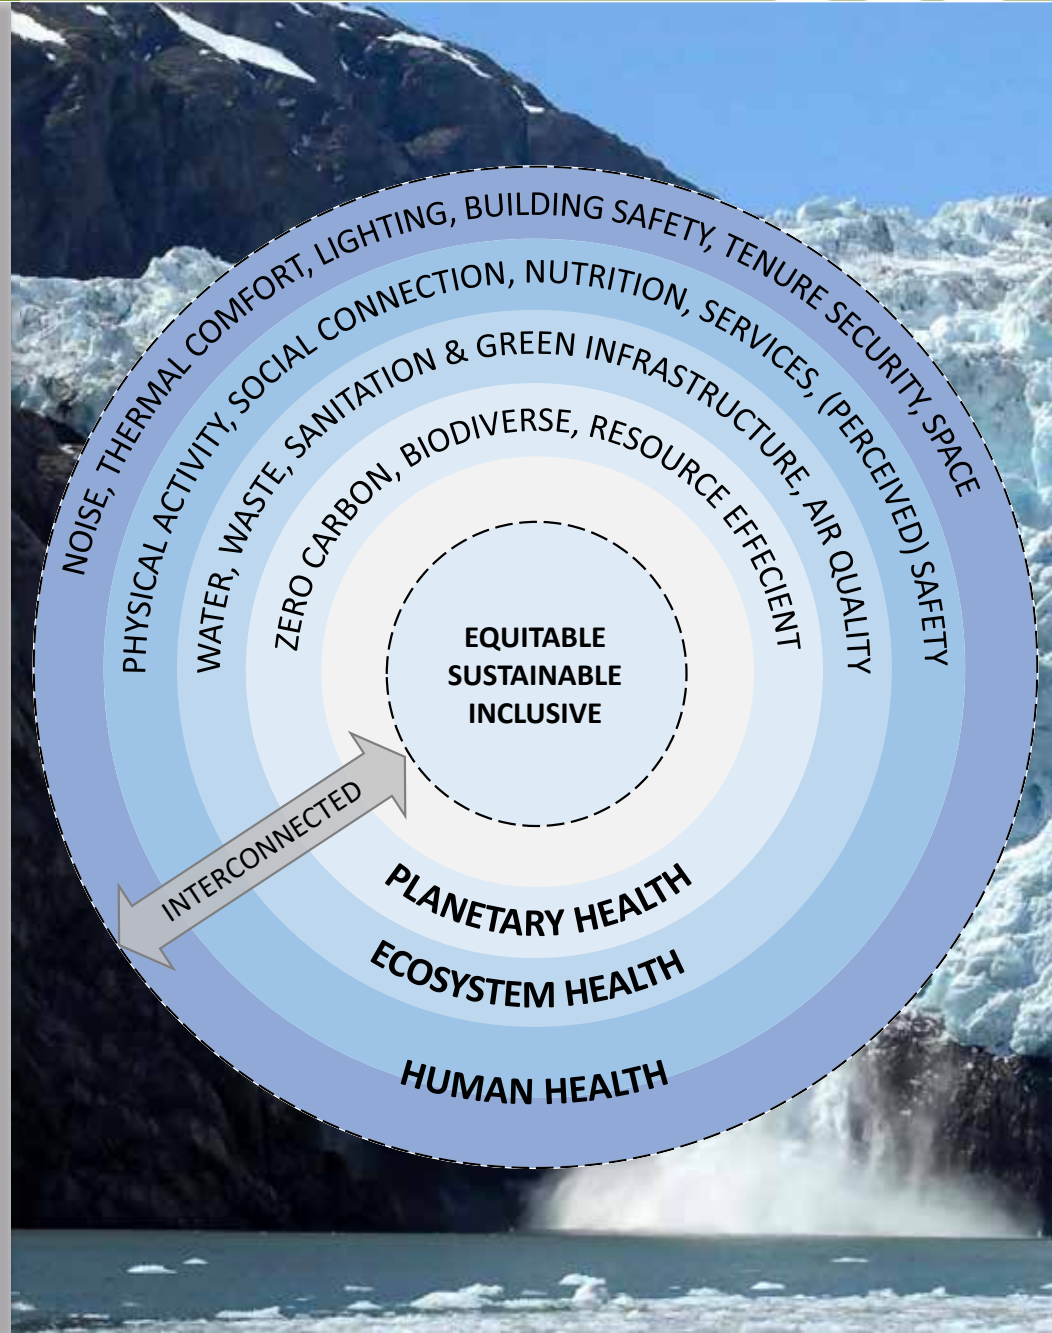 NOISE, THERMAL COMFORT, LIGHTING, BUILDING SAFETY, TENURE SECURITY, SPACE
PHYSICAL ACTIVITY, SOCIAL CONNECTION, NUTRITION, SERVICES, (PERCEIVED) SAFETY
WATER, WASTE, SANITATION & GREEN INFRASTRUCTURE, AIR QUALITY
ZERO CARBON, BIODIVERSE, RESOURCE EFFECIENT
EQUITABLE
SUSTAINABLE
INCLUSIVE
INTERCONNECTED
PLANETARY HEALTH
ECOSYSTEM HEALTH
HUMAN HEALTH